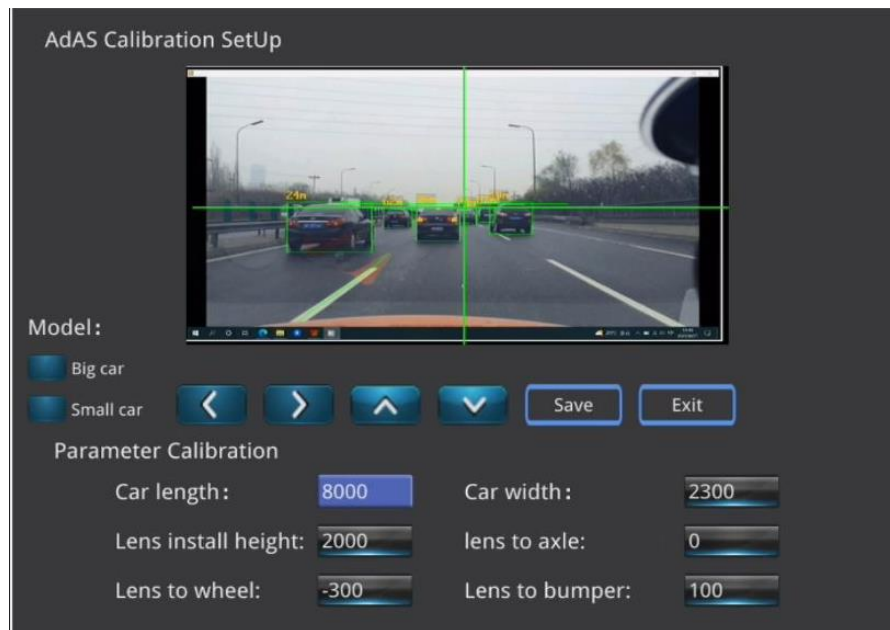 AdAS Calibration SetUp
24m
Model:
Big car
Small car
Save
Exit
Parameter Calibration
Car length:
8000
Car width:
2300
Lens install height:
2000
lens to axle:
0
Lens to wheel:
-300
Lens to bumper:
100